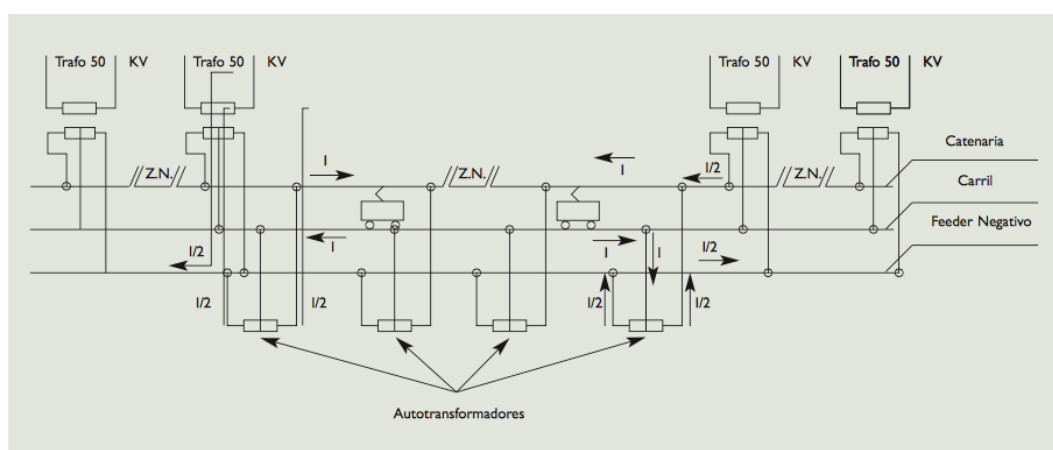 Trafo 50 KV
Trafo 50 KV
Trafo 50 KV
Trafo 50 KV
Catenaria
Z.N.
I
Z.N.
I
I/2
Z.N.
Carril
Feeder Negativo
I/2
I
I
I
I/2
I/2
I/2
I/2
I/2
Autotransformadores